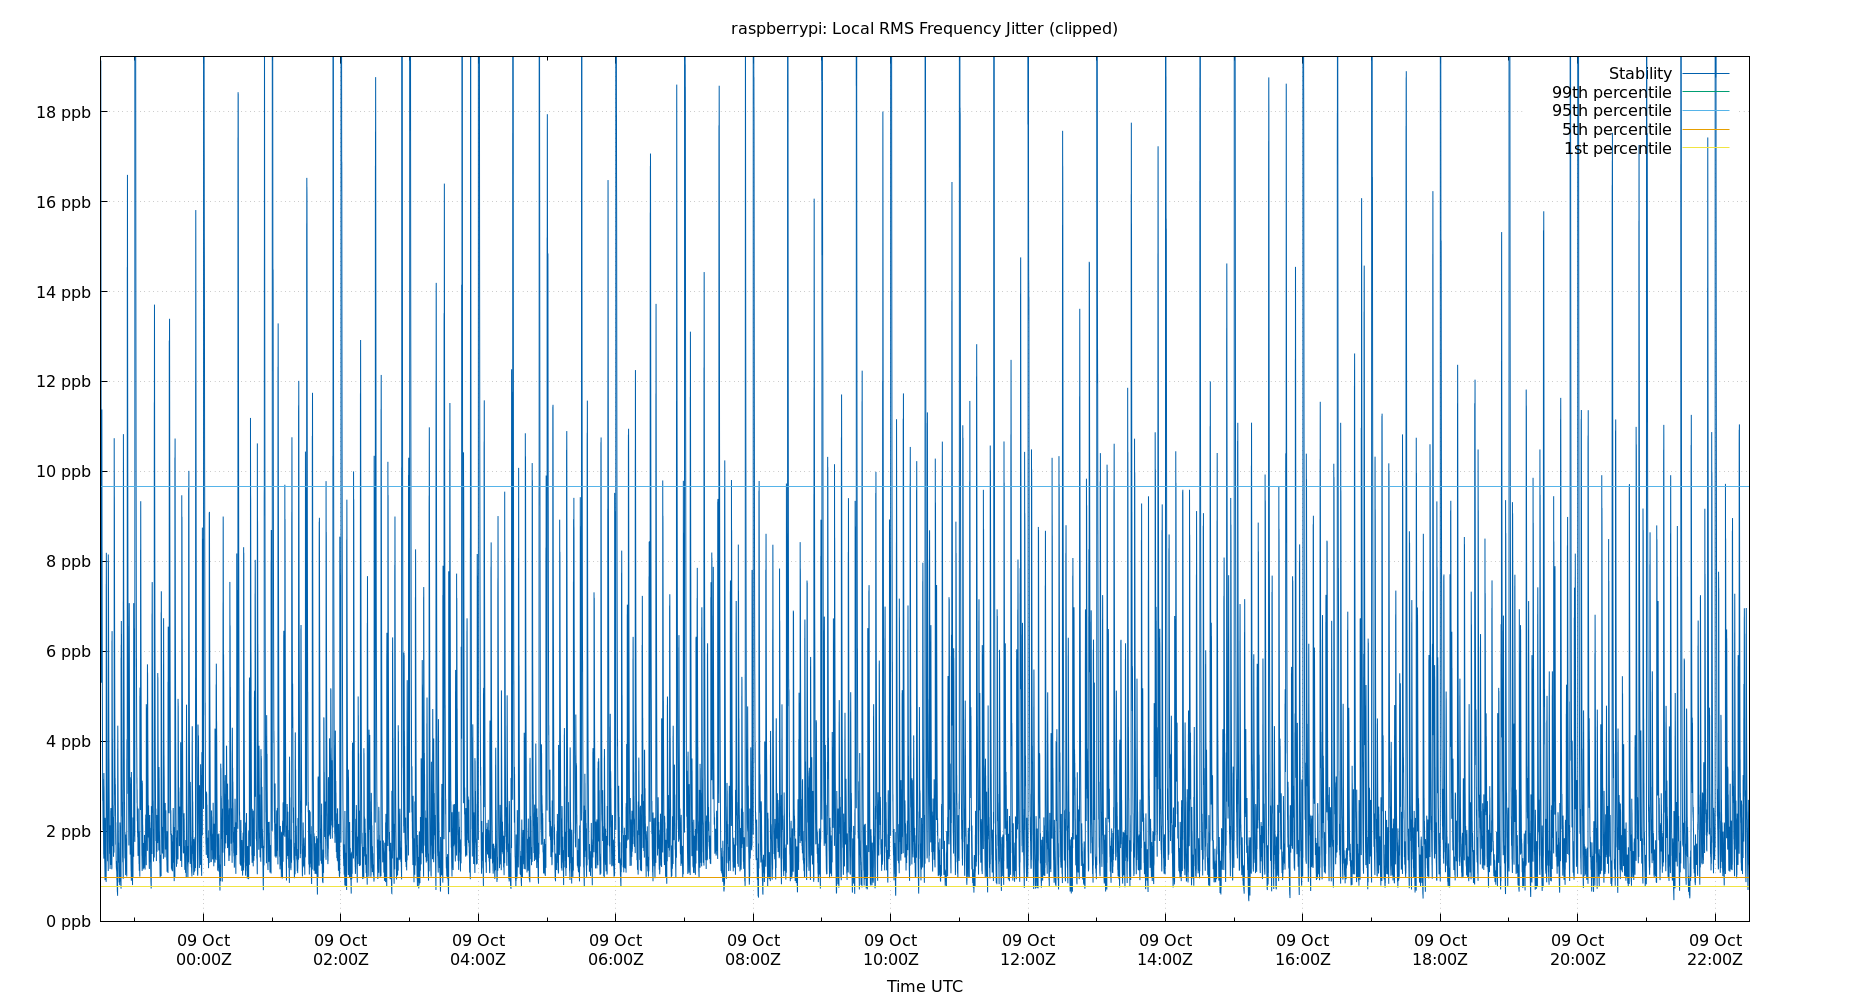 raspberrypi: Local RMS Frequency Jitter (clipped)
Stability
99th percentile
95th percentile
5th percentile
1st percentile
18 ppb
16 ppb
14 ppb
12 ppb
10 ppb
8 ppb
6 ppb
4 ppb
2 ppb
0 ppb
09 Oct 09 Oct 09 Oct 09 Oct 09 Oct 09 Oct 09 Oct 09 Oct 09 Oct 09 Oct 09 Oct 09 Oct
00:00Z 02:00Z 04:00Z 06:00Z 08:00Z 10:00Z 12:00Z 14:00Z 16:00Z 18:00Z 20:00Z 22:00Z
Time UTC